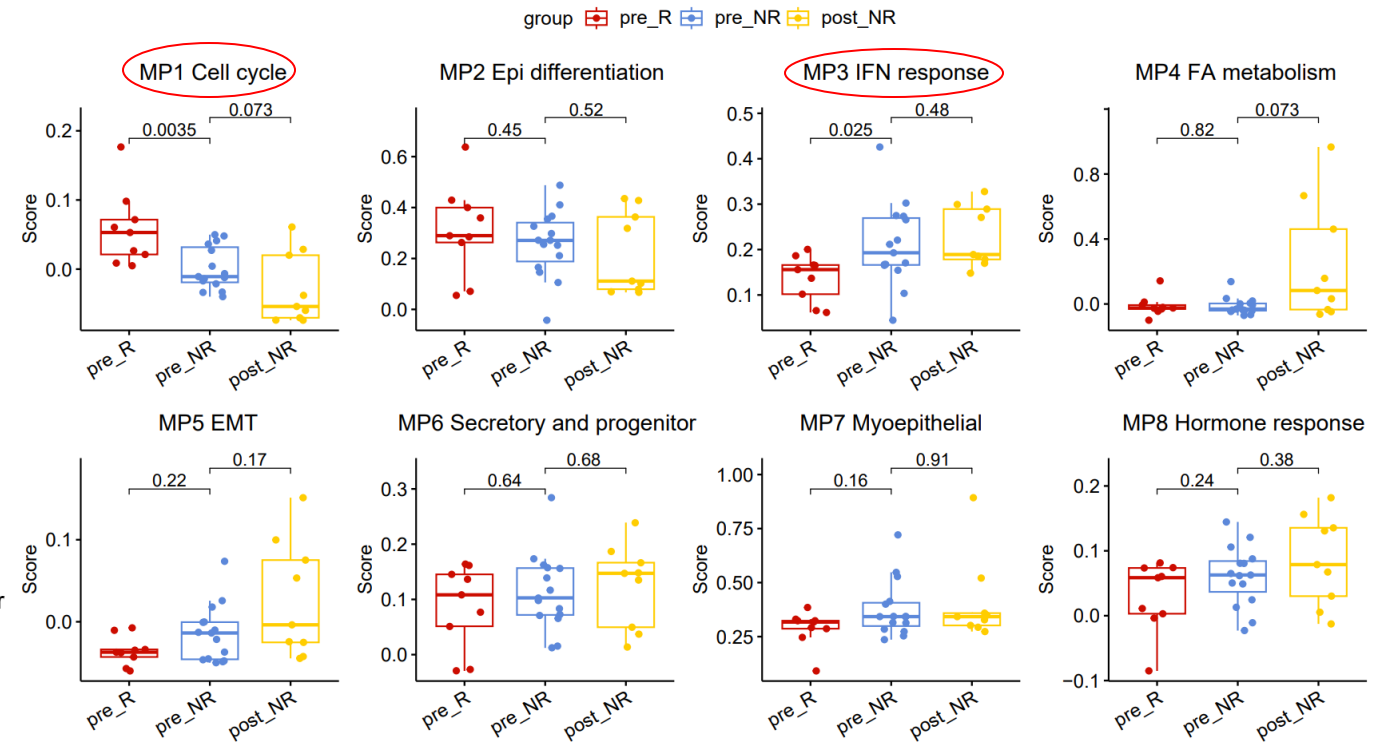 group pre_R pre_NR post_NR
MP1 Cell cycle
0.073
0.0035
0.2
0.1
0.0
Score
pre_R pre_NR post_NR
MP2 Epi differentiation
0.52
0.45
0.6
0.4
0.2
0.0
Score
pre_R pre_NR post_NR
MP3 IFN response
0.48
0.025
0.5
0.4
0.3
0.2
0.1
Score
pre_R pre_NR post_NR
MP4 FA metabolism
0.073
0.82
0.8
0.4
0.0
Score
pre_R pre_NR post_NR
MP5 EMT
0.17
0.22
0.1
0.0
Score
pre_R pre_NR post_NR
MP6 Secretory and progenitor
0.68
0.64
0.3
0.2
0.1
0.0
Score
pre_R pre_NR post_NR
MP7 Myoepithelial
0.91
0.16
1.00
0.75
0.50
0.25
Score
pre_R pre_NR post_NR
MP8 Hormone response
0.38
0.24
0.2
0.1
0.0
−0.1
Score
pre_R pre_NR post_NR